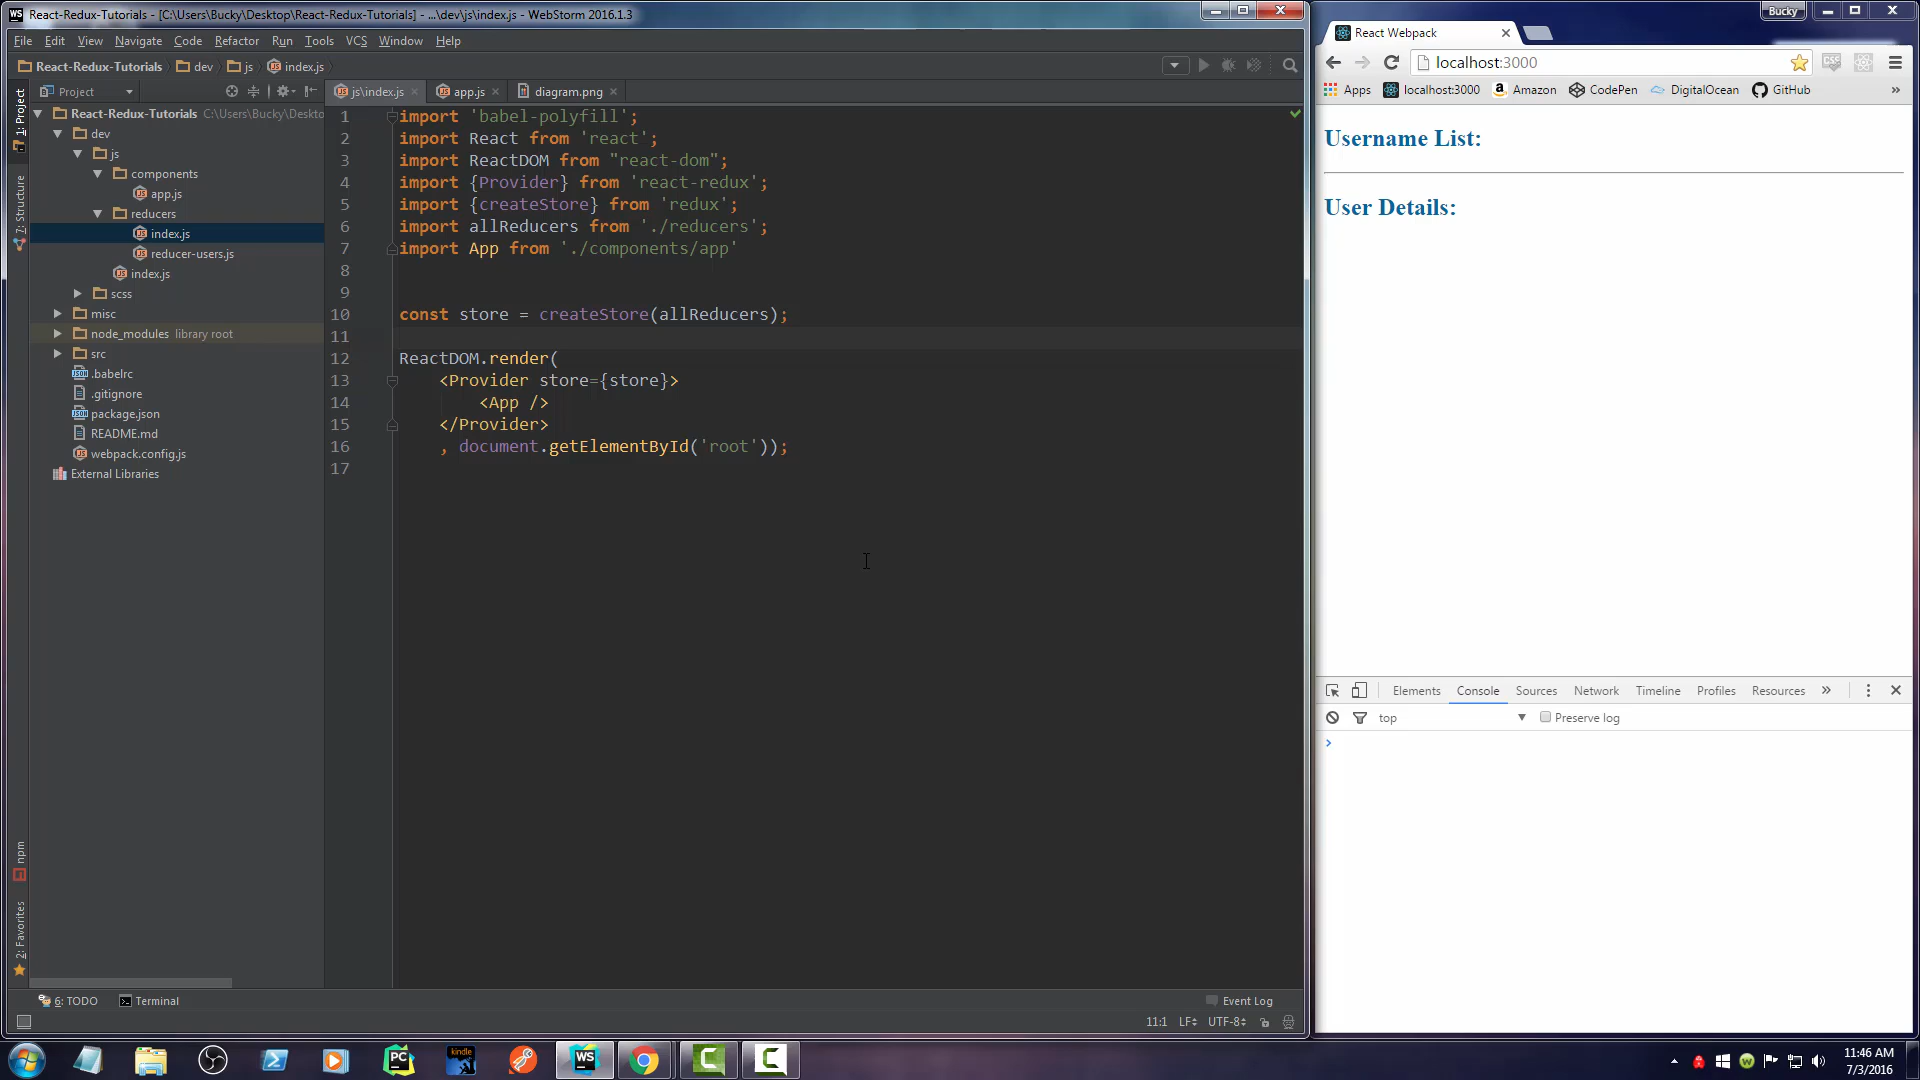 WS React-Redux-Tutorials - [C:\Users\Bucky\Desktop\React-Redux-Tutorials] - ...\dev\js\index.js - WebStorm 2016.1.3
File Edit View Navigate Code Refactor Run Tools VCS Window Help
React-Redux-Tutorials dev js index.js
Project
js\index.js app.js diagram.png
1: Project
7: Structure
npm
2: Favorites
React-Redux-Tutorials C:\Users\Bucky\Deskto
dev
js
components
app.js
reducers
index.js
reducer-users.js
index.js
scss
misc
node_modules library root
src
.babelrc
.gitignore
package.json
README.md
webpack.config.js
External Libraries
1 import 'babel-polyfill';
2 import React from 'react';
3 import ReactDOM from "react-dom";
4 import {Provider} from 'react-redux';
5 import {createStore} from 'redux';
6 import allReducers from './reducers';
7 import App from './components/app'
8
9
10 const store = createStore(allReducers);
11
12 ReactDOM.render(
13 <Provider store={store}>
14 <App />
15 </Provider>
16 , document.getElementById('root'));
17
6: TODO Terminal Event Log
11:1 LF UTF-8
Bucky
React Webpack
localhost:3000
Apps localhost:3000 Amazon CodePen DigitalOcean GitHub »
Username List:
User Details:
Elements Console Sources Network Timeline Profiles Resources »
top Preserve log
>
PC kindle WS
11:46 AM
7/3/2016